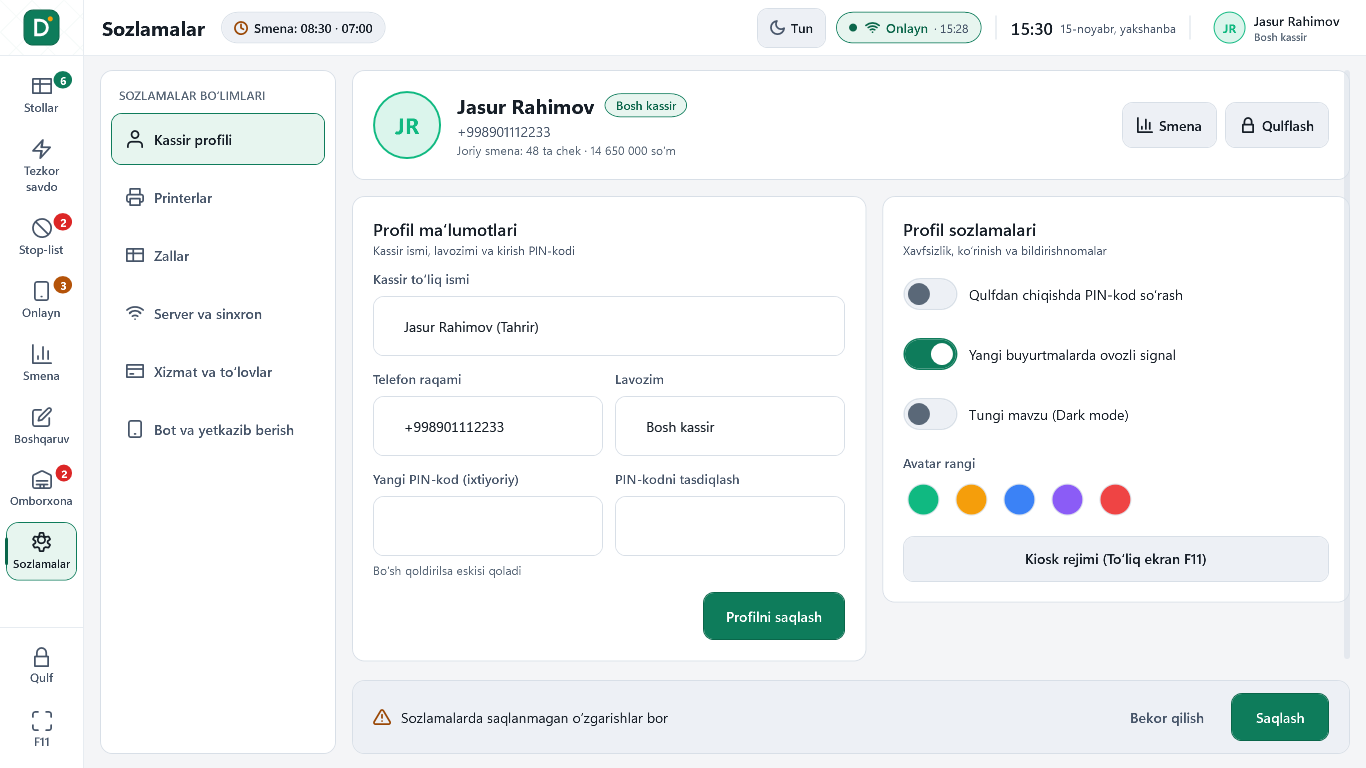 D
Sozlamalar
Smena: 08:30 · 07:00
Tun
Onlayn · 15:28
15:30
15-noyabr, yakshanba
JR
Jasur Rahimov
Bosh kassir
6
Stollar
Tezkor
savdo
2
Stop-list
3
Onlayn
Smena
Boshqaruv
2
Omborxona
Sozlamalar
Qulf
F11
SOZLAMALAR BO‘LIMLARI
Kassir profili
Printerlar
Zallar
Server va sinxron
Xizmat va to‘lovlar
Bot va yetkazib berish
JR
Jasur Rahimov
Bosh kassir
+998901112233
Joriy smena: 48 ta chek · 14 650 000 so‘m
Smena
Qulflash
Profil ma’lumotlari
Kassir ismi, lavozimi va kirish PIN-kodi
Kassir to‘liq ismi
Jasur Rahimov (Tahrir)
Telefon raqami
Lavozim
+998901112233
Bosh kassir
Yangi PIN-kod (ixtiyoriy)
PIN-kodni tasdiqlash
Bo‘sh qoldirilsa eskisi qoladi
Profilni saqlash
Profil sozlamalari
Xavfsizlik, ko‘rinish va bildirishnomalar
Qulfdan chiqishda PIN-kod so‘rash
Yangi buyurtmalarda ovozli signal
Tungi mavzu (Dark mode)
Avatar rangi
Kiosk rejimi (To‘liq ekran F11)
Sozlamalarda saqlanmagan o‘zgarishlar bor
Bekor qilish
Saqlash